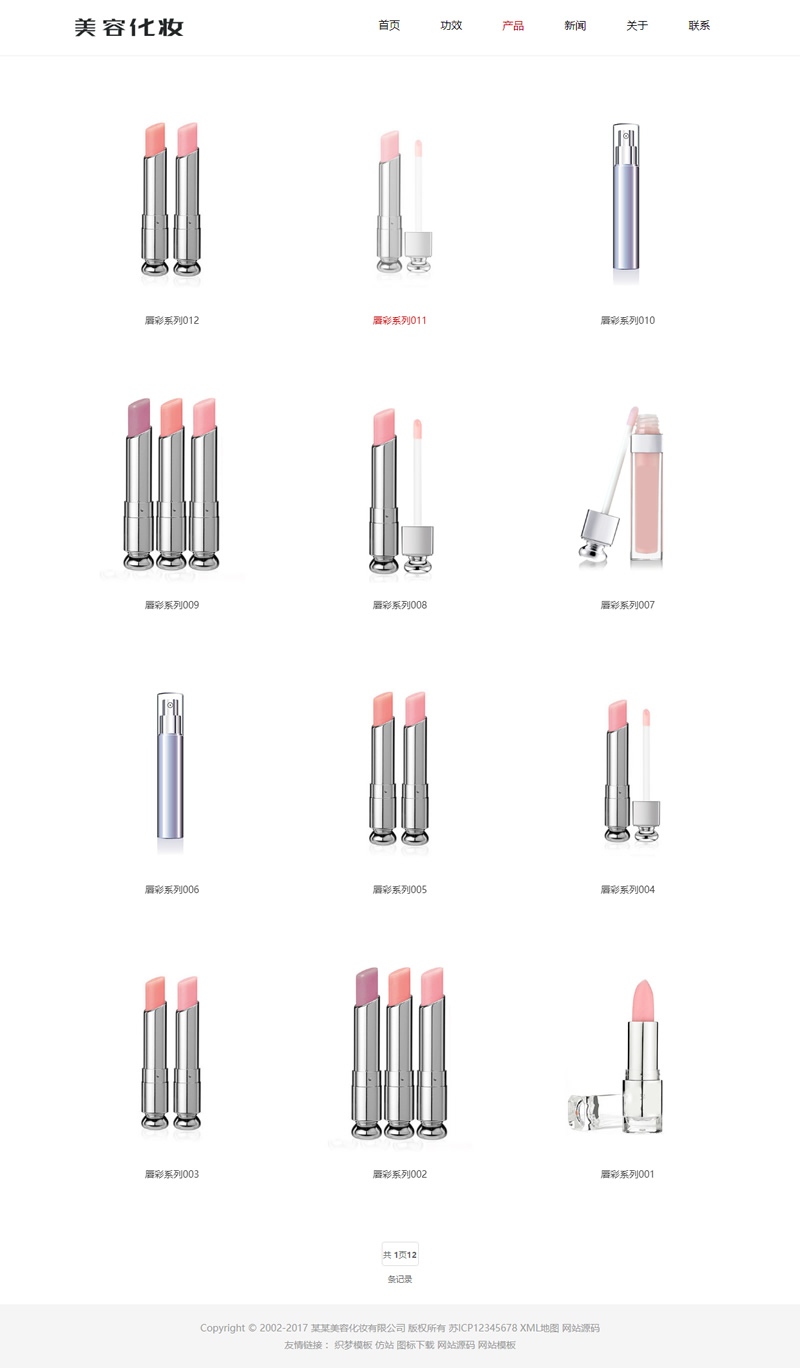 美容化妆
首页 功效 产品 新闻 关于 联系
唇彩系列012 唇彩系列011 唇彩系列010
唇彩系列009 唇彩系列008 唇彩系列007
唇彩系列006 唇彩系列005 唇彩系列004
唇彩系列003 唇彩系列002 唇彩系列001
共 1页12
条记录
Copyright © 2002-2017 某某美容化妆有限公司 版权所有 苏ICP12345678 XML地图 网站源码
友情链接： 织梦模板 仿站 图标下载 网站源码 网站模板